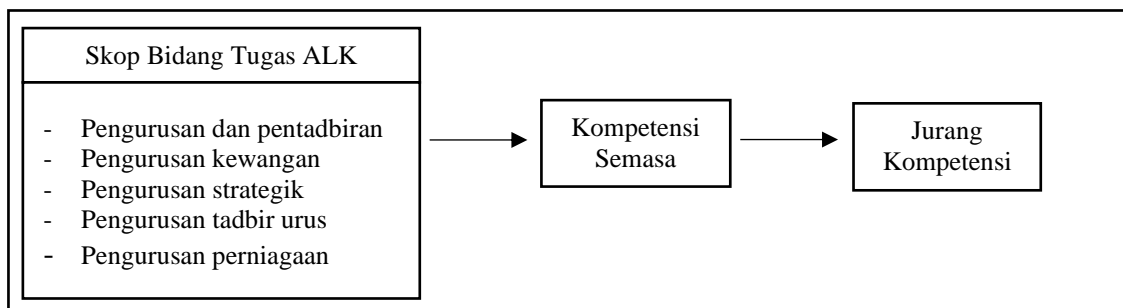 Skop Bidang Tugas ALK
- Pengurusan dan pentadbiran
- Pengurusan kewangan
- Pengurusan strategik
- Pengurusan tadbir urus
- Pengurusan perniagaan
Kompetensi
Semasa
Jurang
Kompetensi